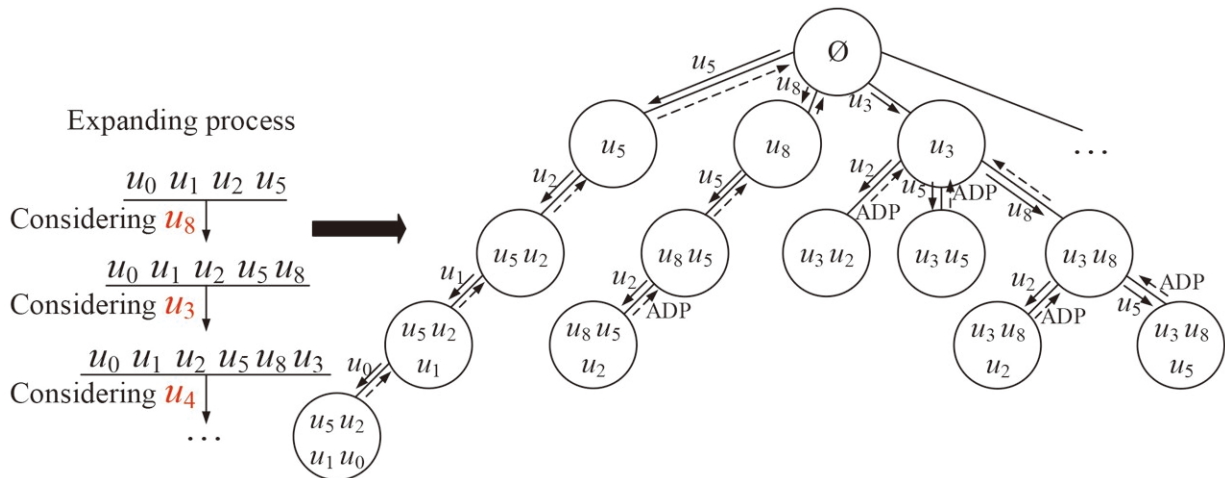 Expanding process
u0 u1 u2 u5
Considering u8
u0 u1 u2 u5 u8
Considering u3
u0 u1 u2 u5 u8 u3
Considering u4
...
Ø
u5
u8
u3
u5
u8
u3
...
u2
u5
u2
ADP
u5
ADP
u8
u5 u2
u8 u5
u3 u2
u3 u5
u3 u8
u1
u2
ADP
u2
ADP
u5
ADP
u5 u2
u1
u8 u5
u2
u3 u8
u2
u3 u8
u5
u0
u5 u2
u1 u0